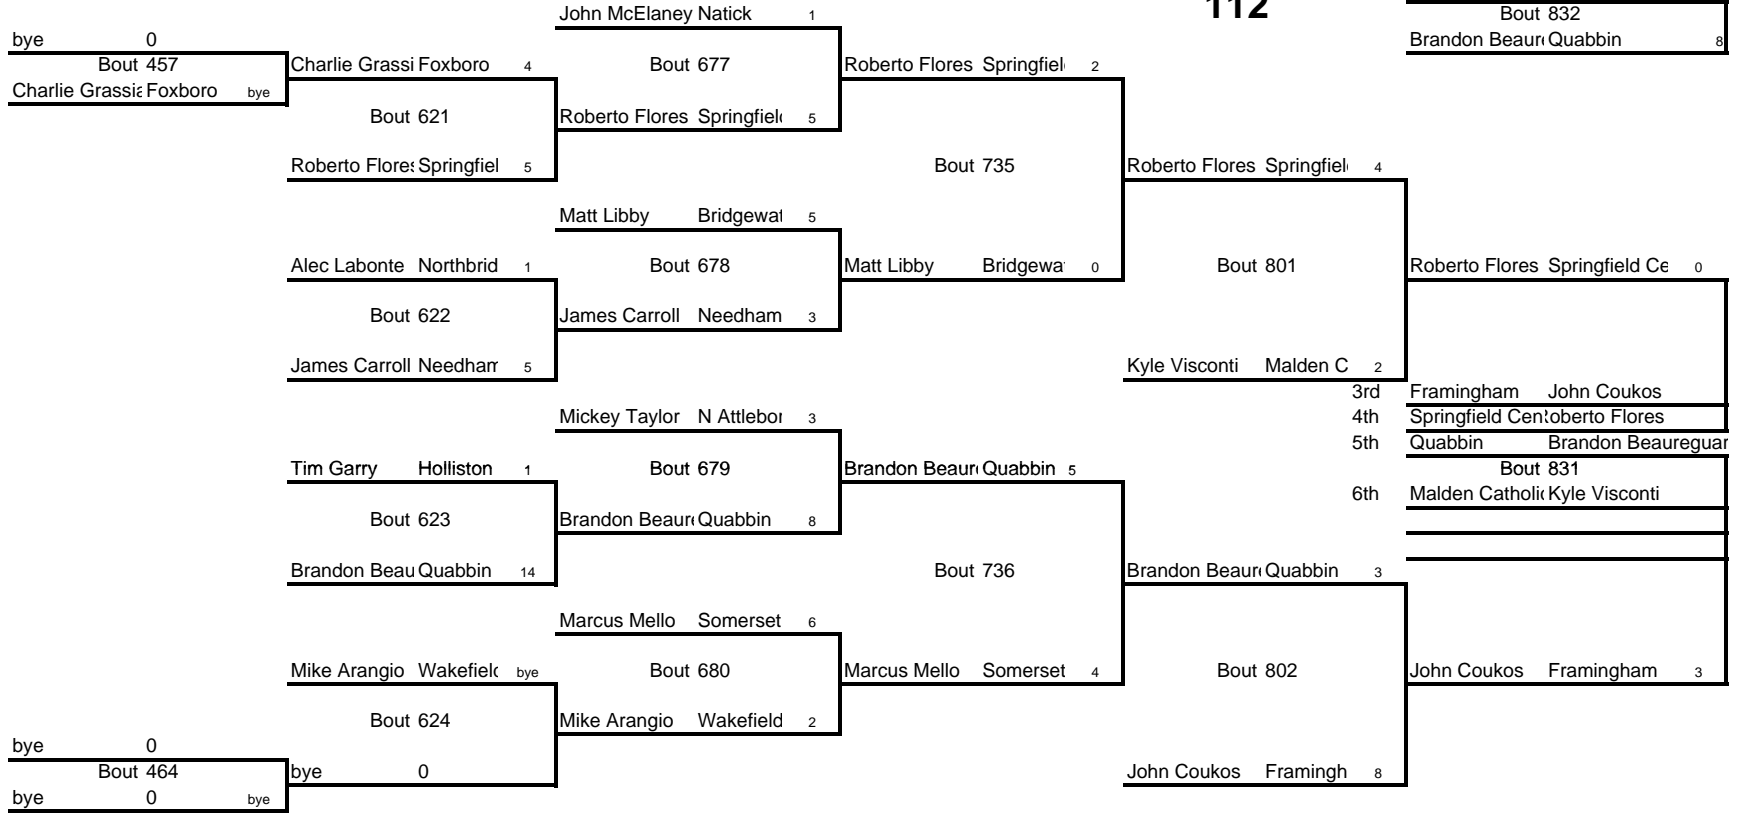 John McElaney Natick 1 112 Bout 832
bye 0 Brandon Beaure Quabbin 8
Bout 457 Charlie Grassi Foxboro 4 Bout 677 Roberto Flores Springfiel 2
Charlie Grassia Foxboro bye
Bout 621 Roberto Flores Springfield 5
Roberto Flores Springfiel 5 Bout 735 Roberto Flores Springfiel 4
Matt Libby Bridgewat 5
Alec Labonte Northbrid 1 Bout 678 Matt Libby Bridgewa 0 Bout 801 Roberto Flores Springfield Ce 0
Bout 622 James Carroll Needham 3
James Carroll Needham 5 Kyle Visconti Malden C 2
3rd Framingham John Coukos
Mickey Taylor N Attlebor 3 4th Springfield Cen oberto Flores
5th Quabbin Brandon Beaureguar
Tim Garry Holliston 1 Bout 679 Brandon Beaure Quabbin 5 Bout 831
6th Malden Catholic Kyle Visconti
Bout 623 Brandon Beaure Quabbin 8
Brandon Beau Quabbin 14 Bout 736 Brandon Beaure Quabbin 3
Marcus Mello Somerset 6
Mike Arangio Wakefield bye Bout 680 Marcus Mello Somerset 4 Bout 802 John Coukos Framingham 3
Bout 624 Mike Arangio Wakefield 2
bye 0
Bout 464 bye 0 John Coukos Framingh 8
bye 0 bye